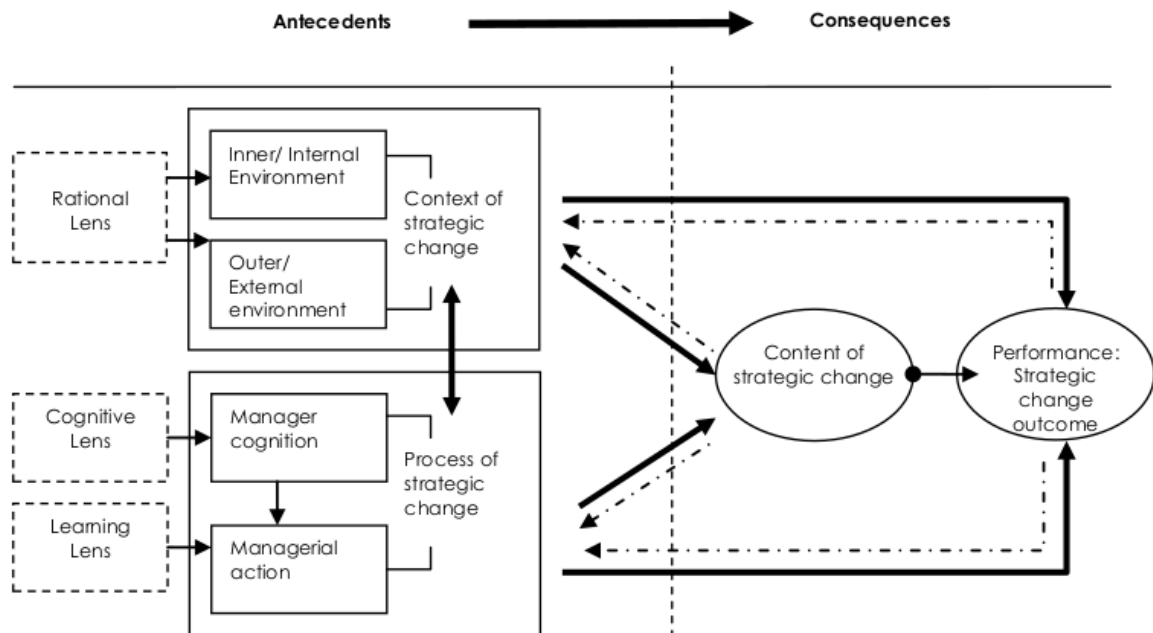 Antecedents
Consequences
Rational
Lens
Inner/ Internal
Environment
Outer/
External
environment
Context of
strategic
change
Cognitive
Lens
Learning
Lens
Manager
cognition
Managerial
action
Process of
strategic
change
Content of
strategic change
Performance:
Strategic
change
outcome